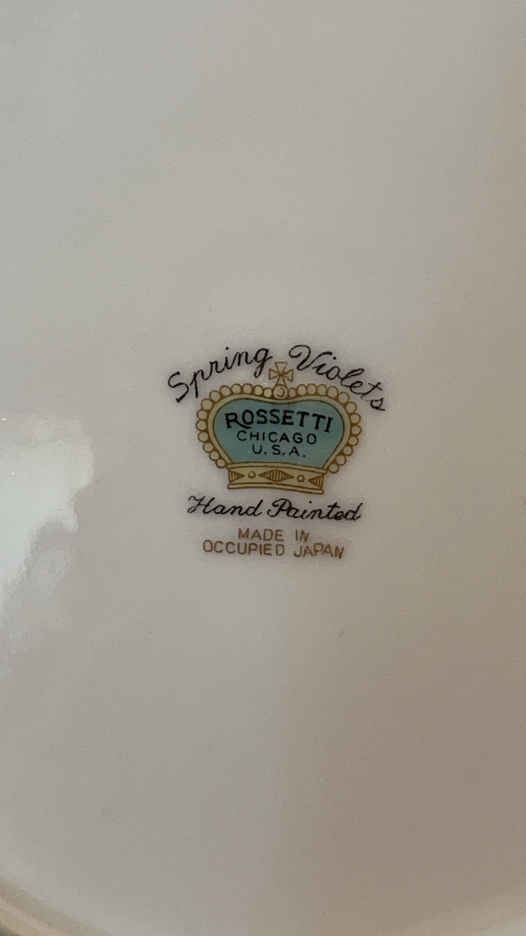 Spring Violets
ROSSETTI
CHICAGO
U.S.A.
Hand Painted
MADE IN
OCCUPIED JAPAN